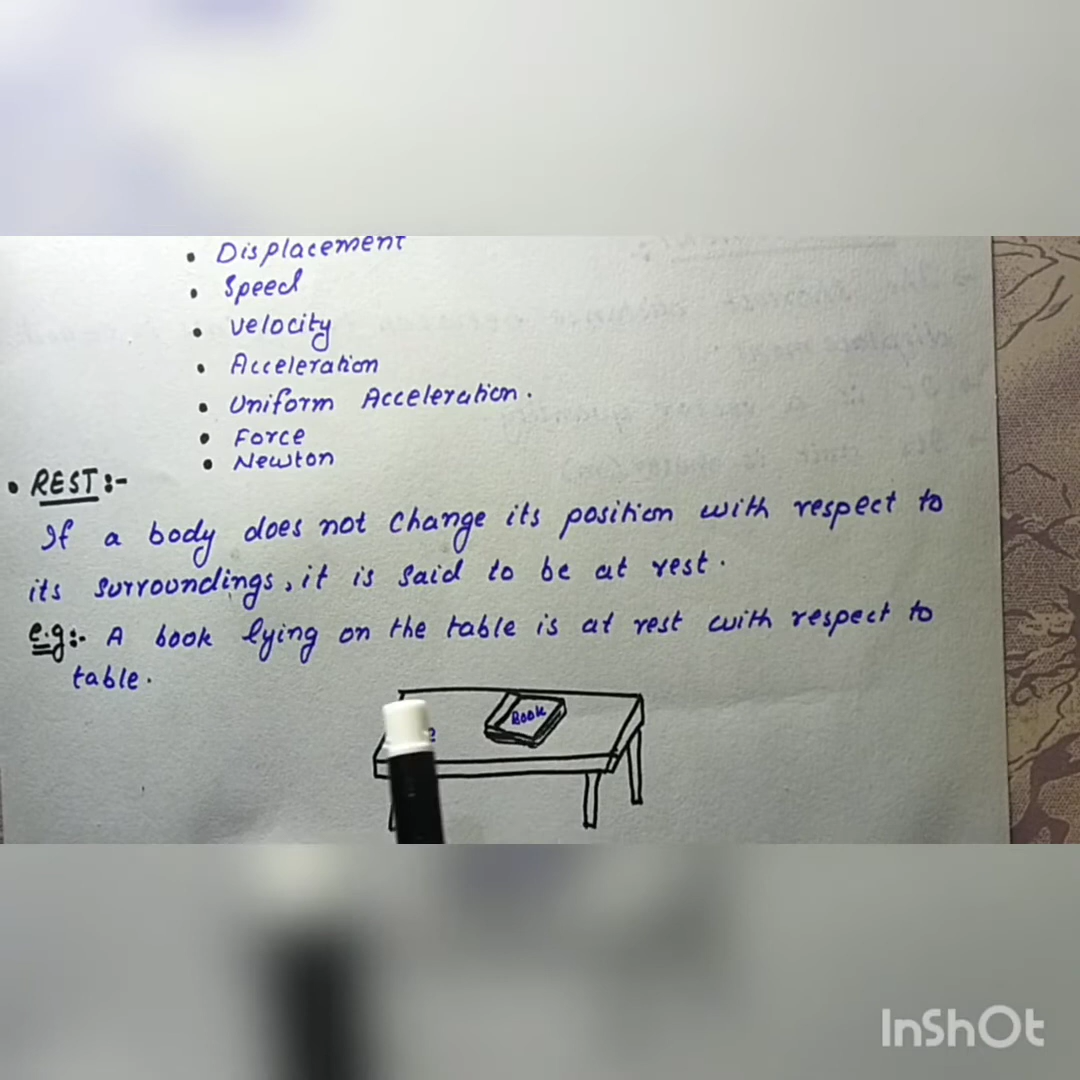 • Displacement
• Speed
• velocity
• Acceleration
• Uniform Acceleration.
• Force
• Newton
• REST:-
If a body does not change its position with respect to
its surroundings, it is said to be at rest.
e.g:- A book lying on the table is at rest with respect to
table.
Book
InShOt